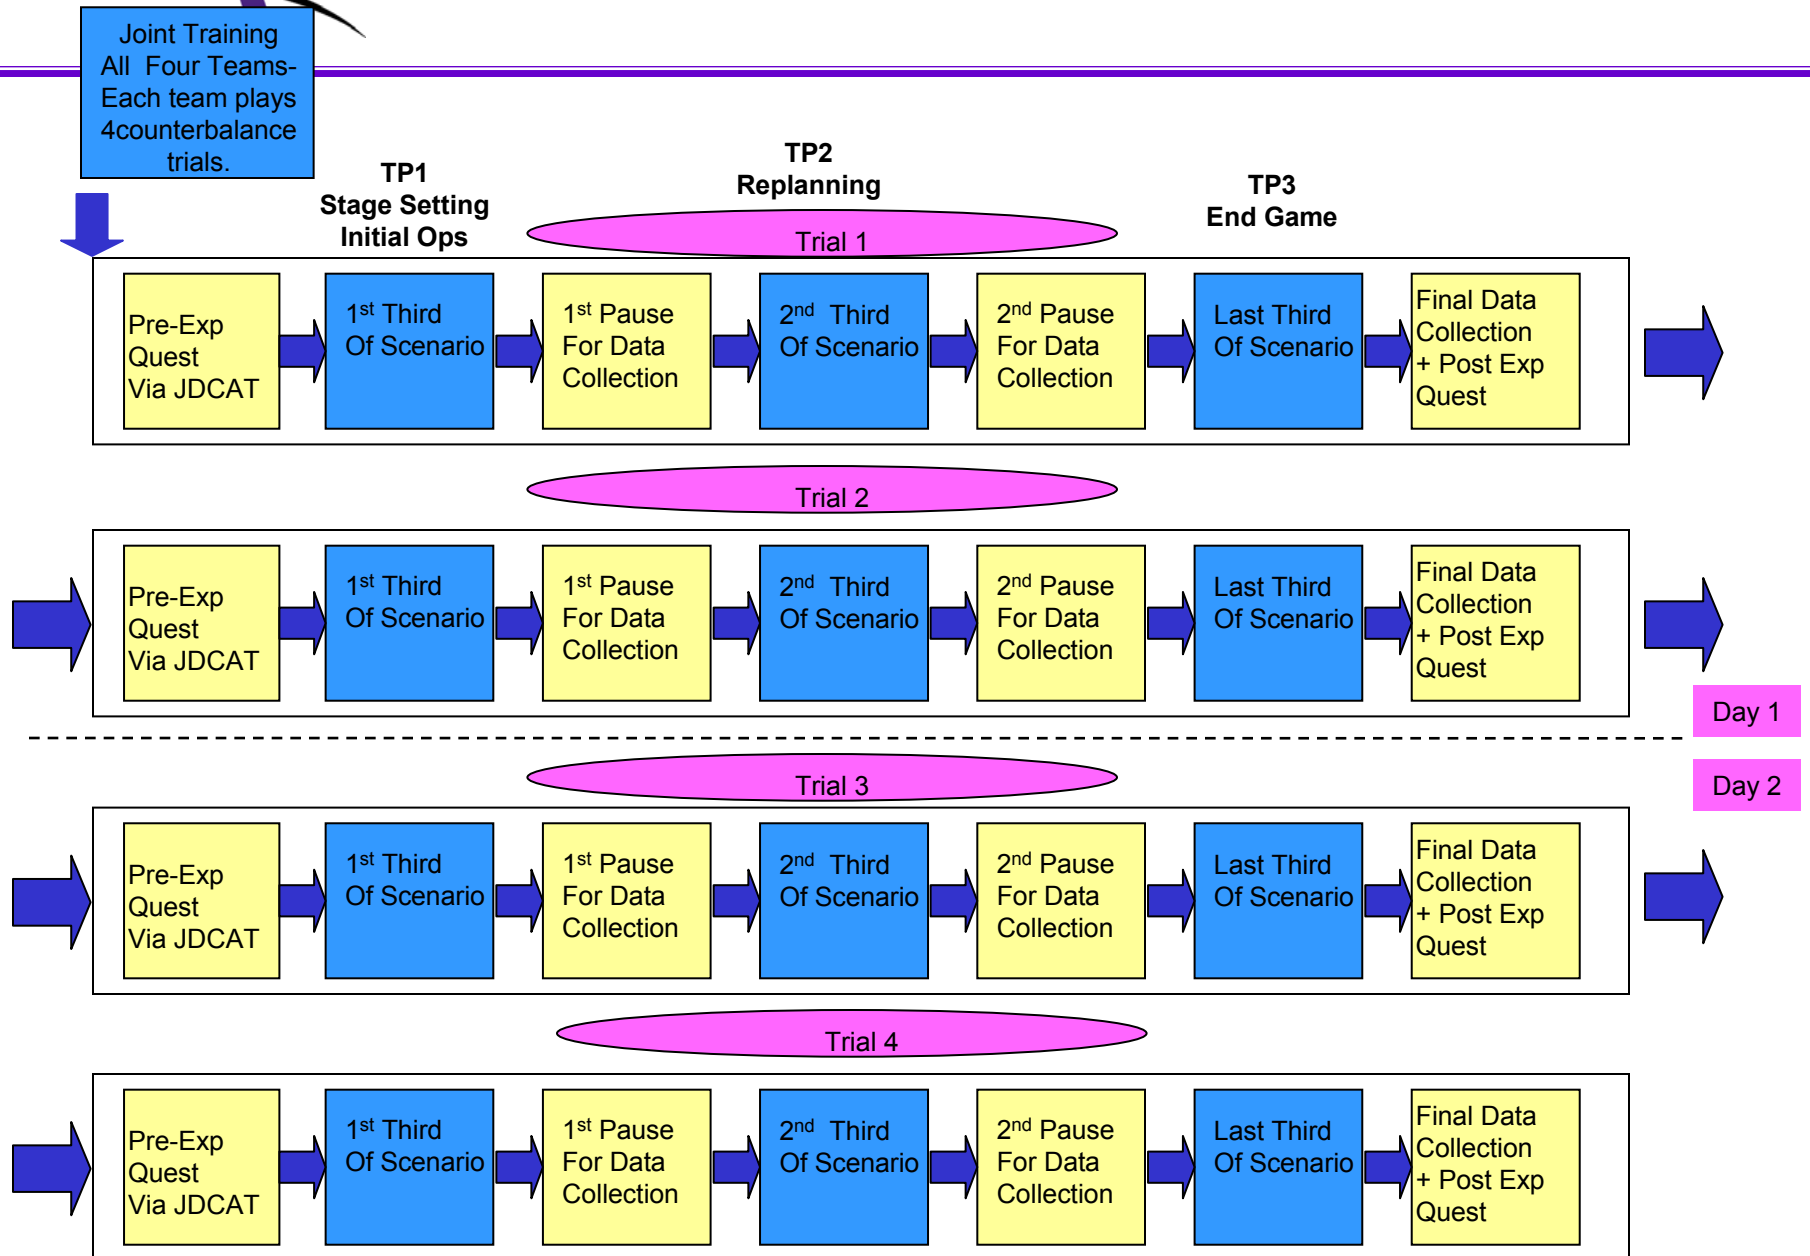 Joint Training
All Four Teams-
Each team plays
4counterbalance
trials.
TP1
Stage Setting
Initial Ops
TP2
Replanning
TP3
End Game
Trial 1
Pre-Exp
Quest
Via JDCAT
1st Third
Of Scenario
1st Pause
For Data
Collection
2nd Third
Of Scenario
2nd Pause
For Data
Collection
Last Third
Of Scenario
Final Data
Collection
+ Post Exp
Quest
Trial 2
Pre-Exp
Quest
Via JDCAT
1st Third
Of Scenario
1st Pause
For Data
Collection
2nd Third
Of Scenario
2nd Pause
For Data
Collection
Last Third
Of Scenario
Final Data
Collection
+ Post Exp
Quest
Day 1
Day 2
Trial 3
Pre-Exp
Quest
Via JDCAT
1st Third
Of Scenario
1st Pause
For Data
Collection
2nd Third
Of Scenario
2nd Pause
For Data
Collection
Last Third
Of Scenario
Final Data
Collection
+ Post Exp
Quest
Trial 4
Pre-Exp
Quest
Via JDCAT
1st Third
Of Scenario
1st Pause
For Data
Collection
2nd Third
Of Scenario
2nd Pause
For Data
Collection
Last Third
Of Scenario
Final Data
Collection
+ Post Exp
Quest